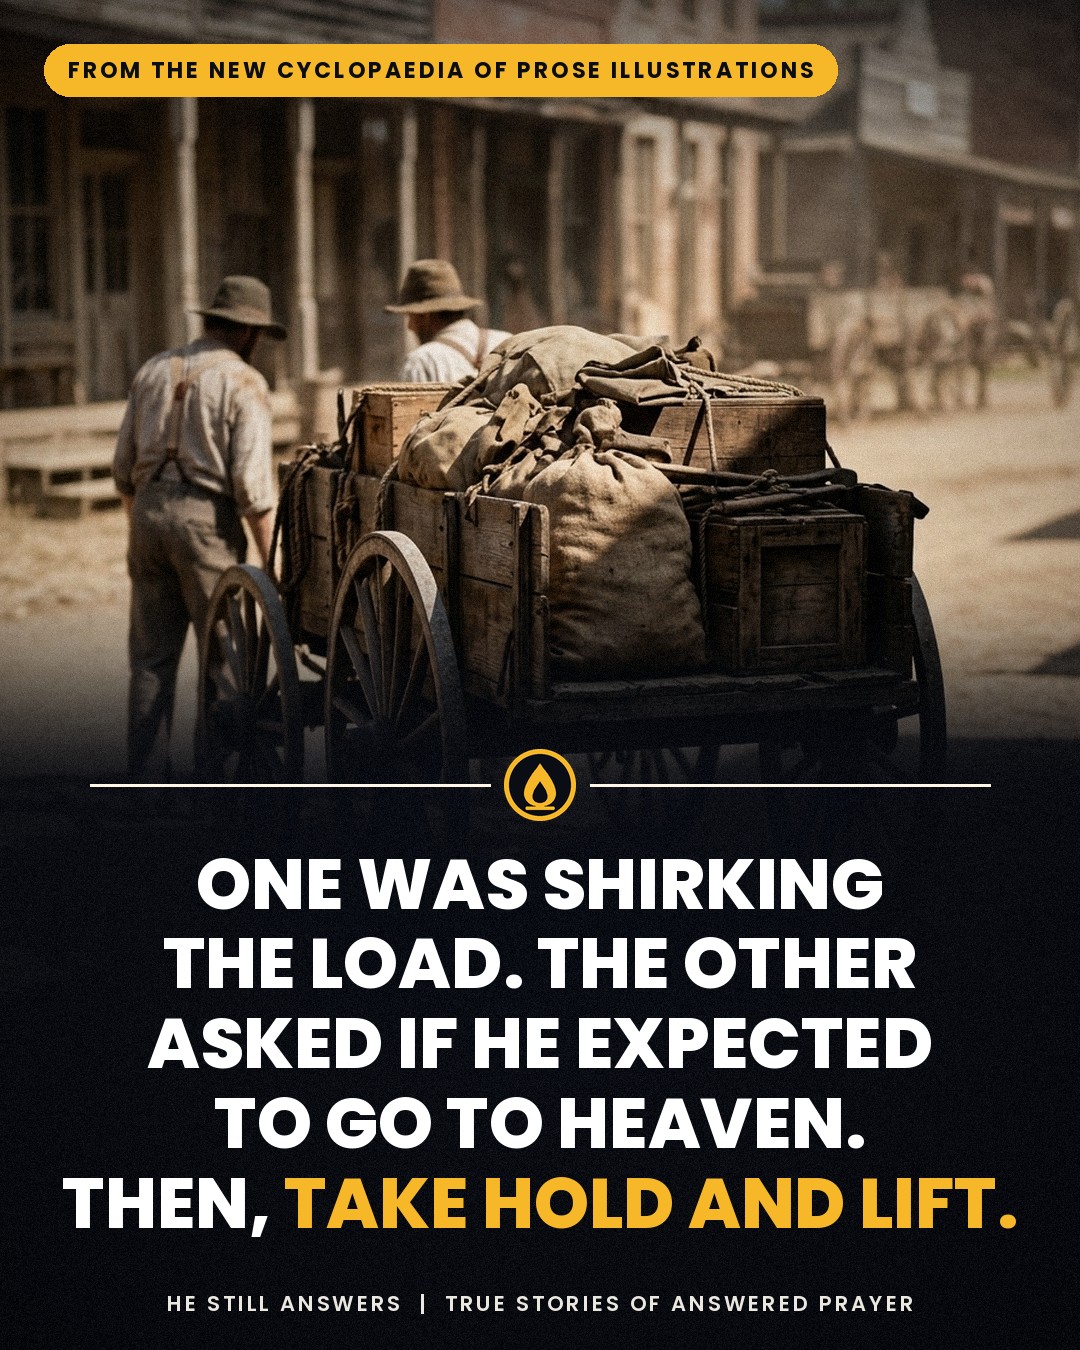 FROM THE NEW CYCLOPAEDIA OF PROSE ILLUSTRATIONS
ONE WAS SHIRKING
THE LOAD. THE OTHER
ASKED IF HE EXPECTED
TO GO TO HEAVEN.
THEN, TAKE HOLD AND LIFT.
HE STILL ANSWERS | TRUE STORIES OF ANSWERED PRAYER